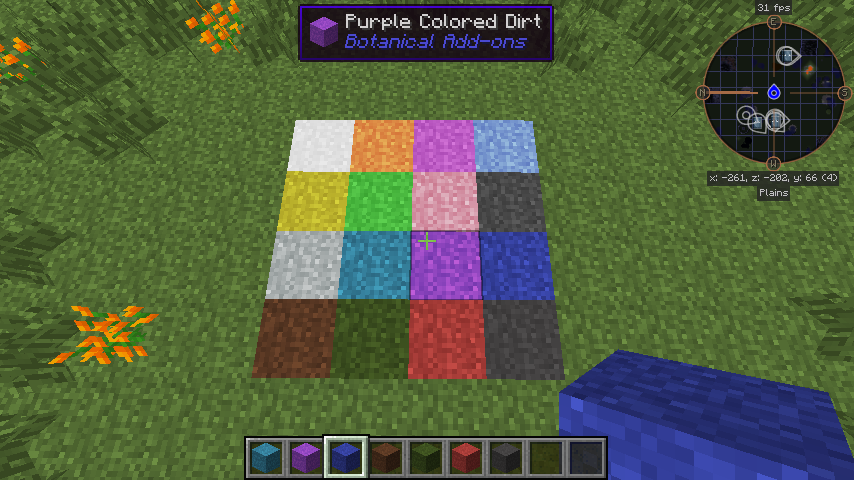 Purple Colored Dirt
Botanical Add-ons
31 fps
E
N
S
W
x: -261, z: -202, y: 66 (4)
Plains